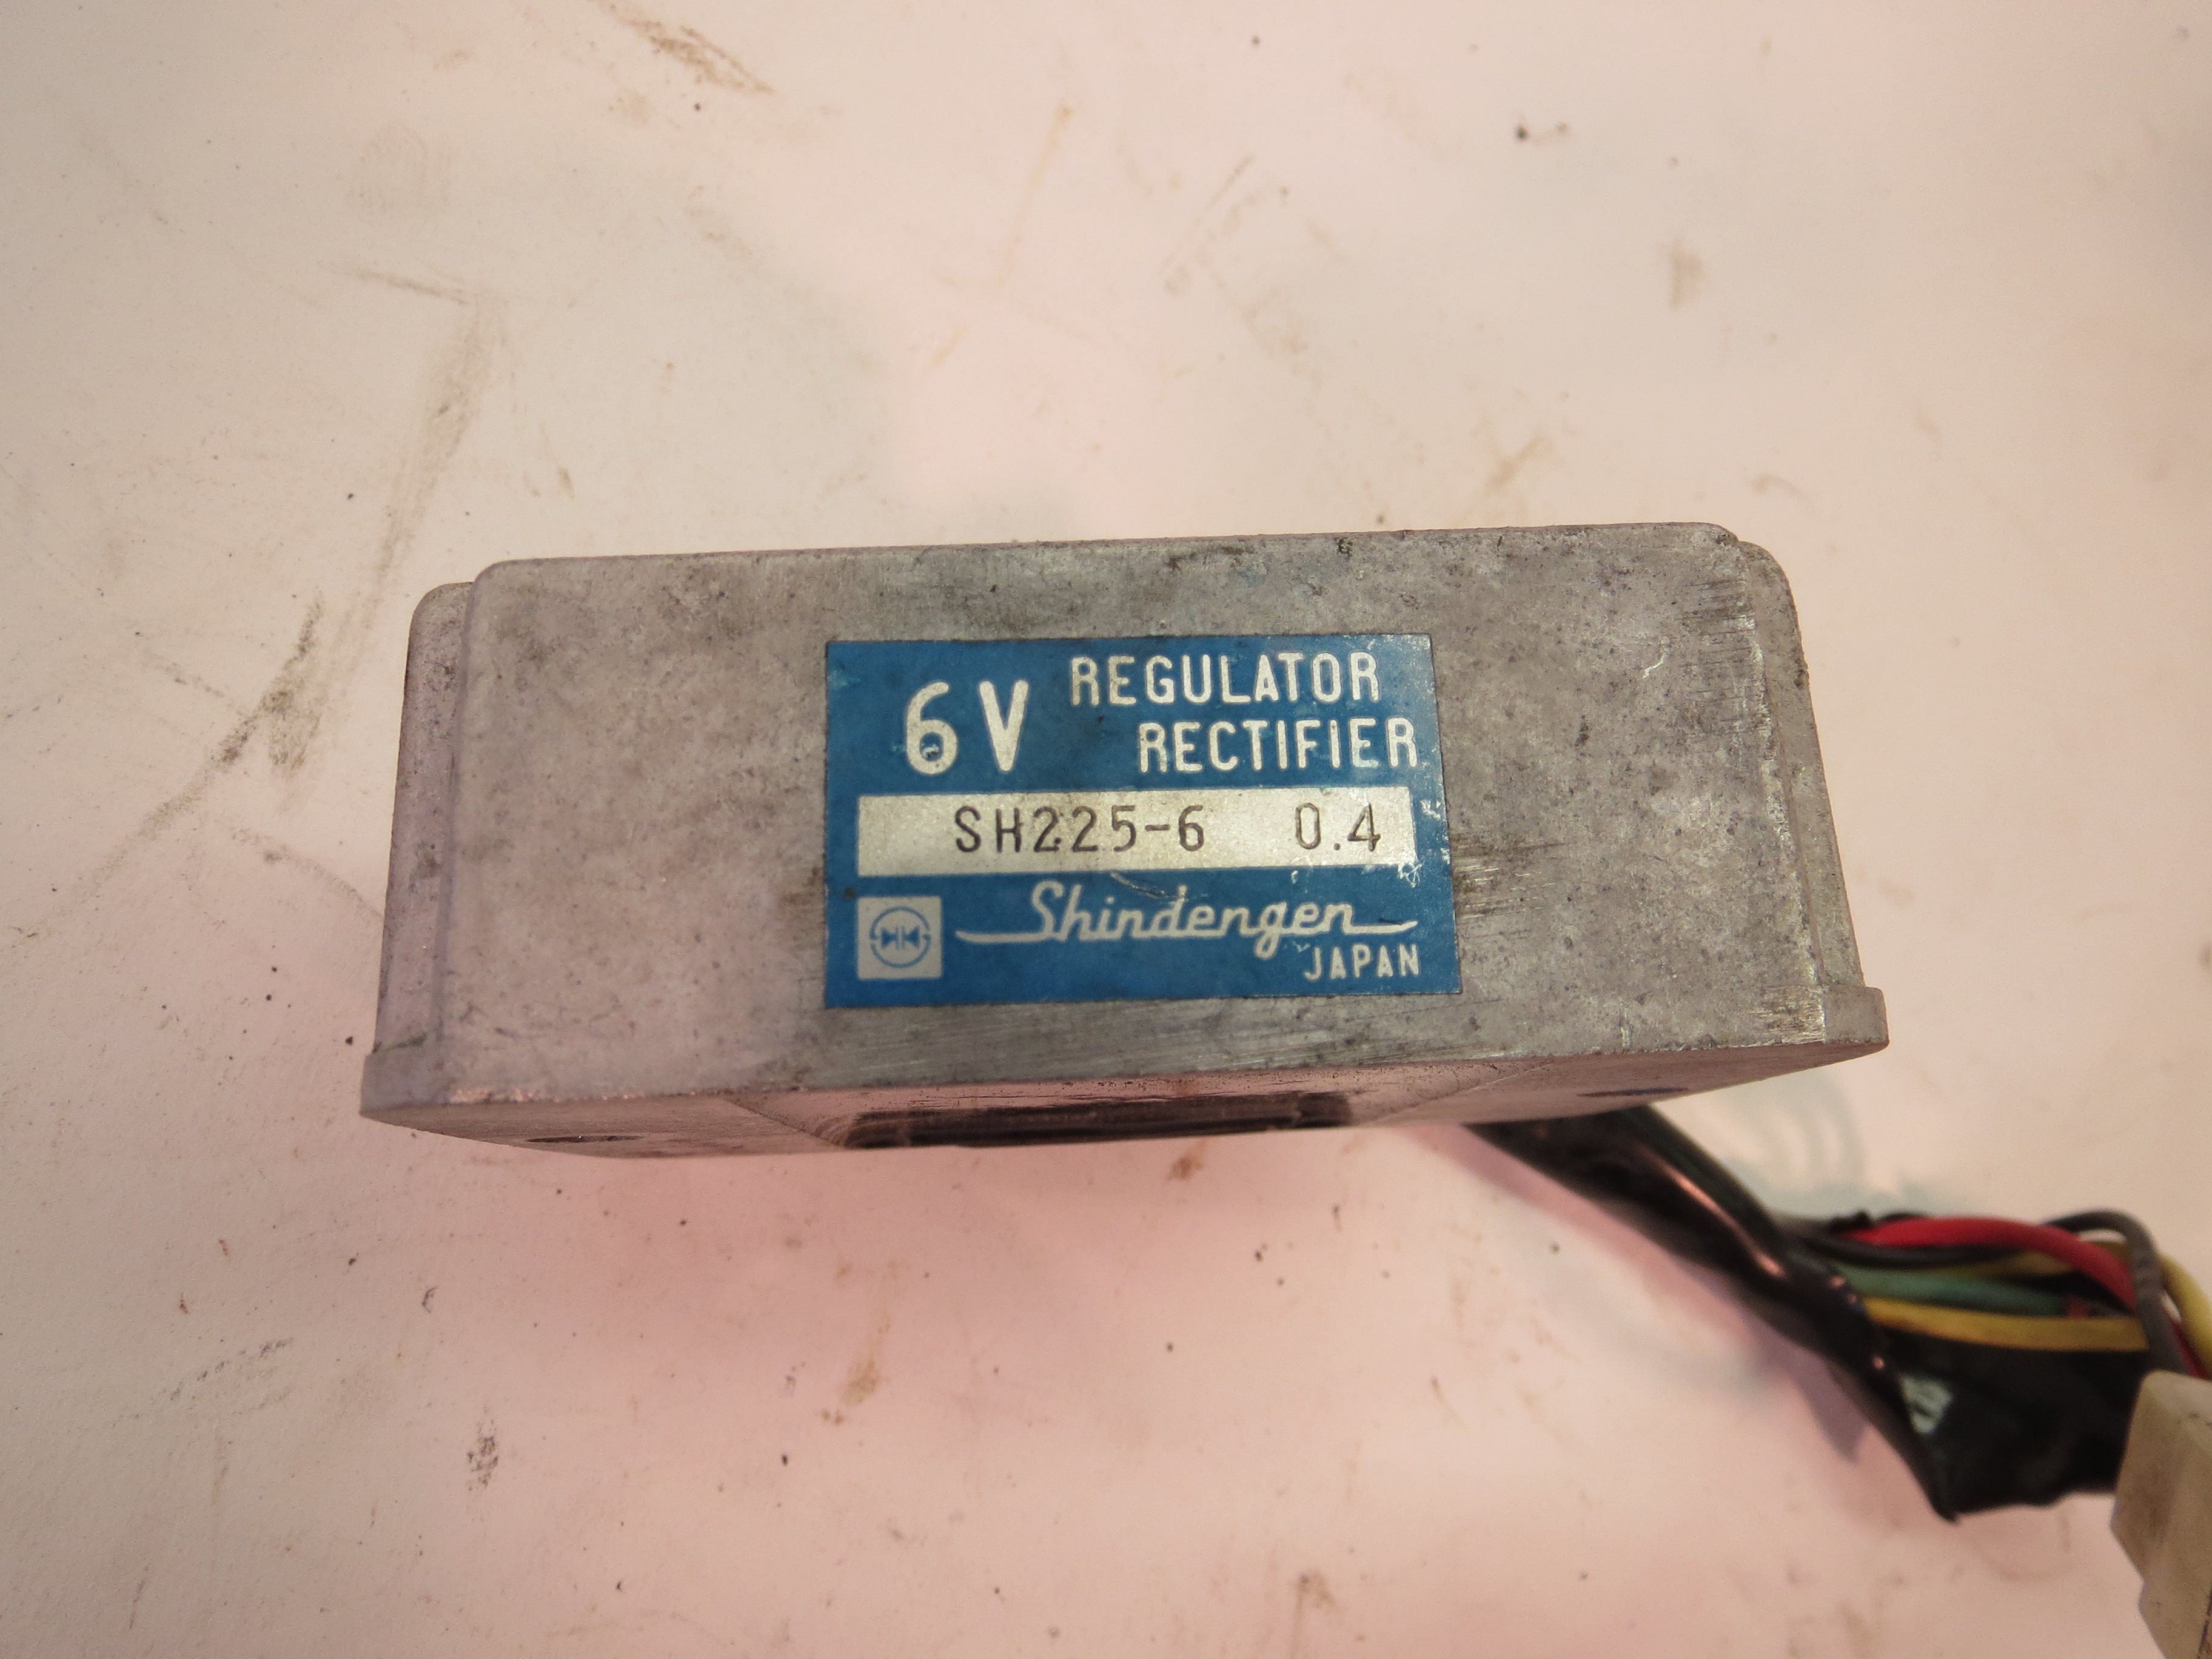 6V REGULATOR
RECTIFIER
SH225-6 0.4
Shindengen
JAPAN